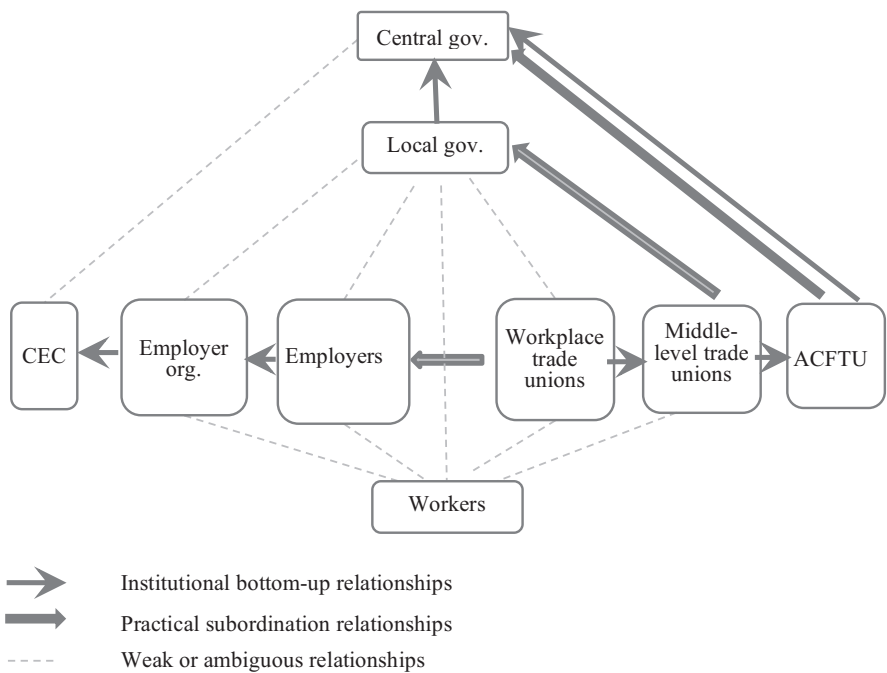 Central gov.
Local gov.
CEC
Employer
org.
Employers
Workplace
trade
unions
Middle-
level trade
unions
ACFTU
Workers
Institutional bottom-up relationships
Practical subordination relationships
Weak or ambiguous relationships